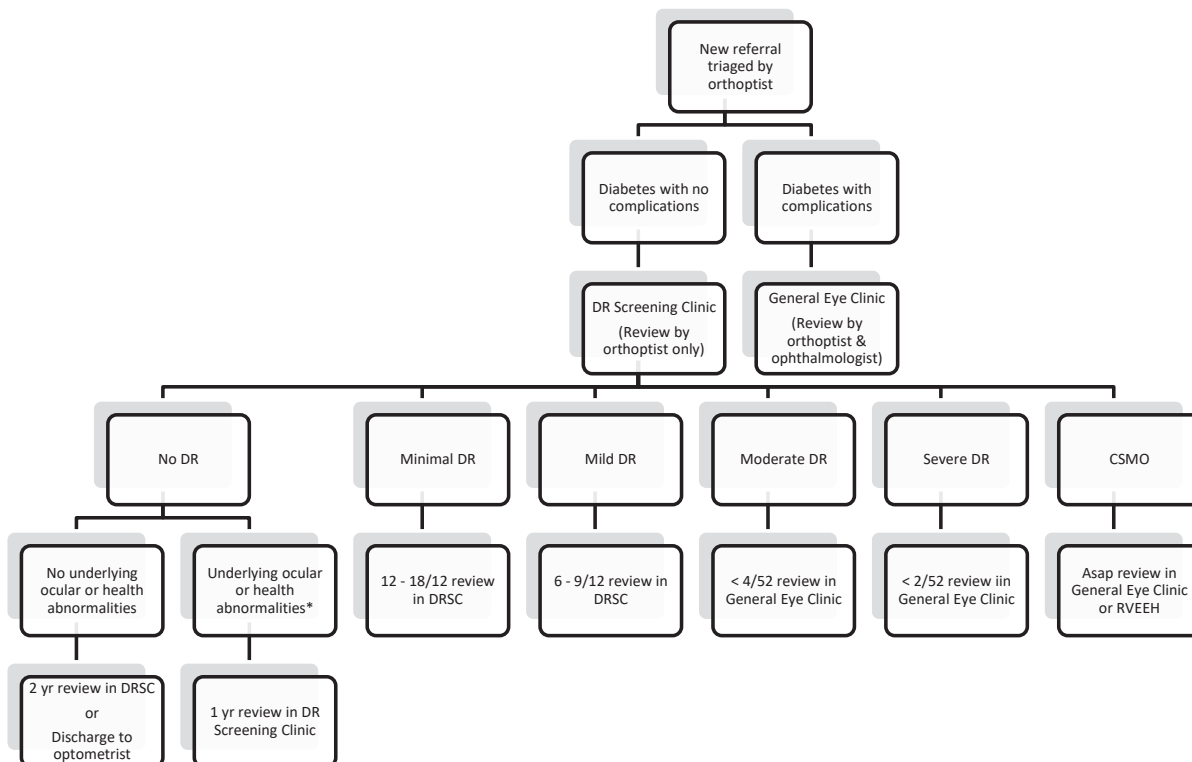 New referral
triaged by
orthoptist
Diabetes with no
complications
Diabetes with
complications
DR Screening Clinic
(Review by
orthoptist only)
General Eye Clinic
(Review by
orthoptist &
ophthalmologist)
No DR
Minimal DR
Mild DR
Moderate DR
Severe DR
CSMO
No underlying
ocular or health
abnormalities
Underlying ocular
or health
abnormalities*
12 - 18/12 review
in DRSC
6 - 9/12 review in
DRSC
< 4/52 review in
General Eye Clinic
< 2/52 review iin
General Eye Clinic
Asap review in
General Eye Clinic
or RVEEH
2 yr review in DRSC
or
Discharge to
optometrist
1 yr review in DR
Screening Clinic